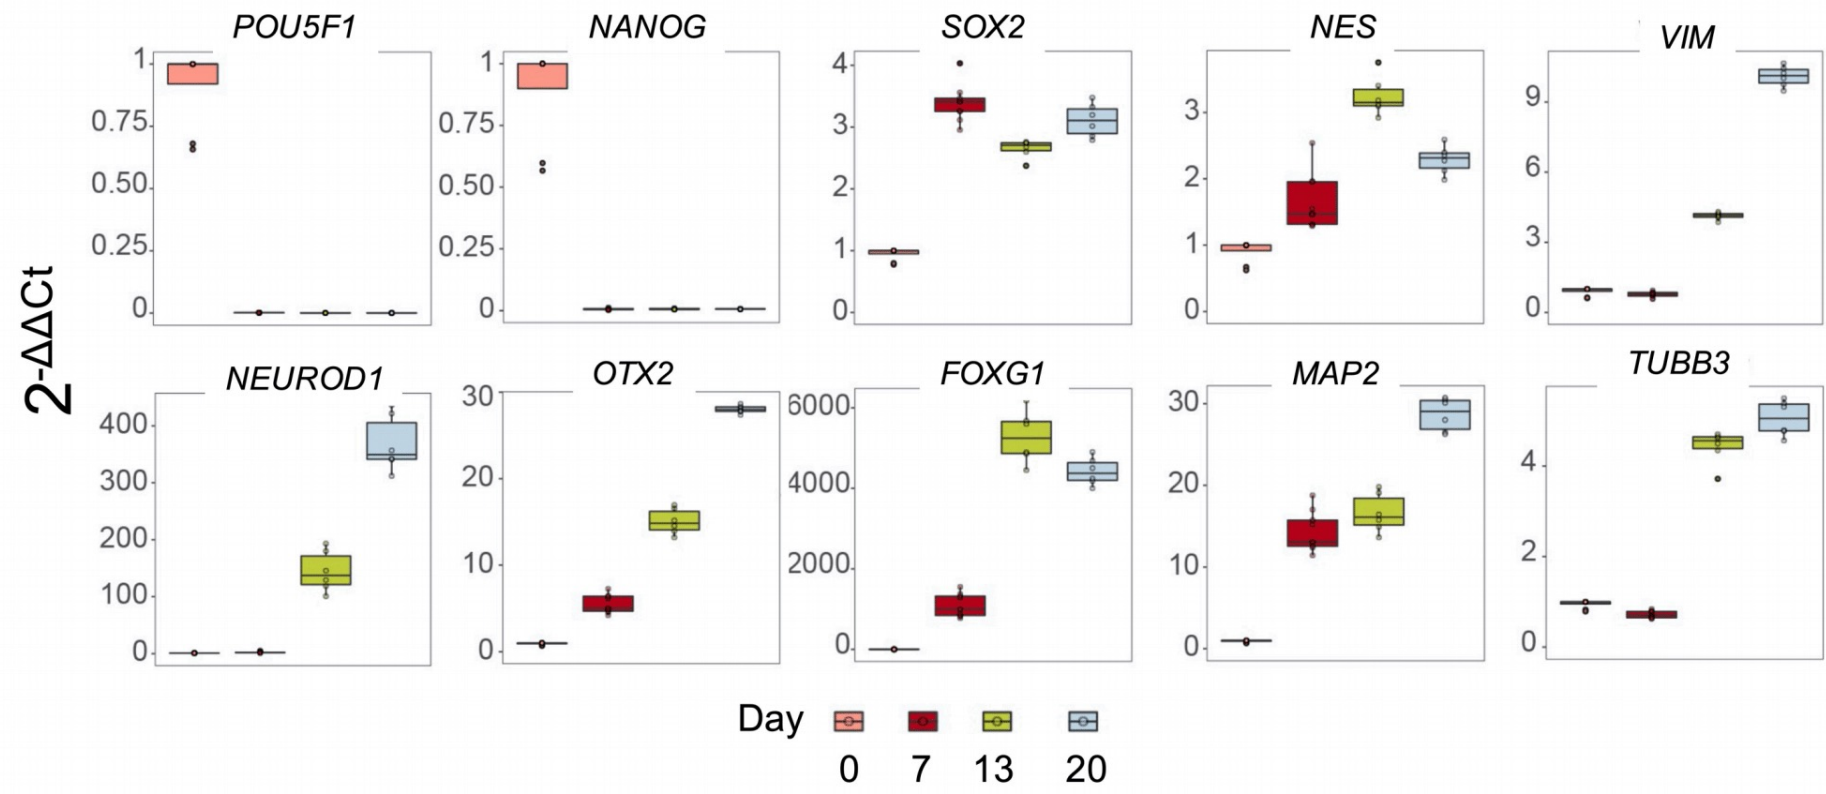 POU5F1 NANOG SOX2 NES VIM
1 0.75 0.50 0.25 0
1 0.75 0.50 0.25 0
4 3 2 1 0
3 2 1 0
9 6 3 0
2-ΔΔCt
NEUROD1 OTX2 FOXG1 MAP2 TUBB3
400 300 200 100 0
30 20 10 0
6000 4000 2000 0
30 20 10 0
4 2 0
Day
0 7 13 20